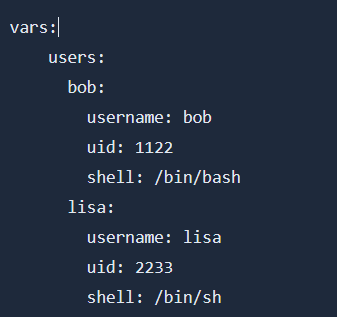 vars:
    users:
      bob:
        username: bob
        uid: 1122
        shell: /bin/bash
      lisa:
        username: lisa
        uid: 2233
        shell: /bin/sh